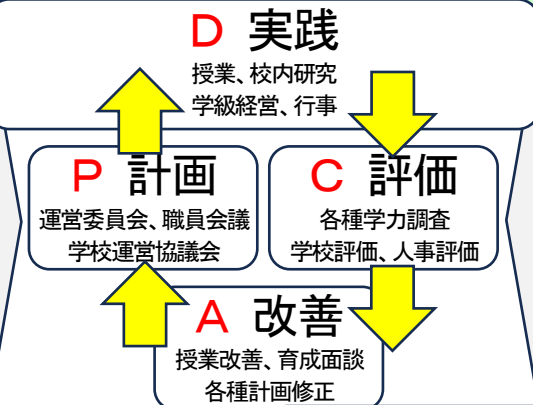 D 実践
授業、校内研究
学級経営、行事
P 計画
運営委員会、職員会議
学校運営協議会
C 評価
各種学力調査
学校評価、人事評価
A 改善
授業改善、育成面談
各種計画修正